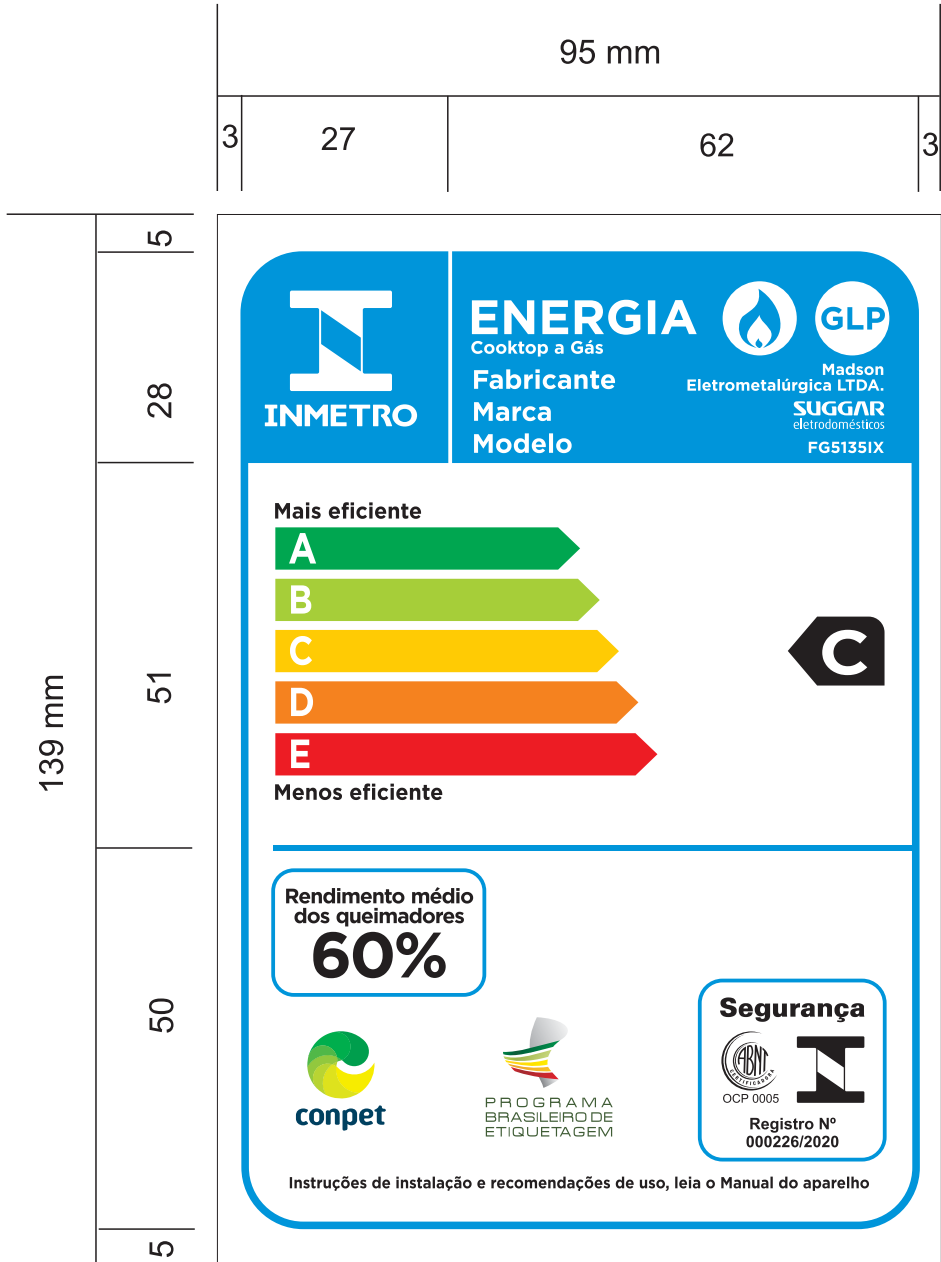 95 mm
3
27
62
3
5
28
51
139 mm
50
5
INMETRO
ENERGIA
Cooktop a Gás
GLP
Fabricante
Madson
Eletrometalúrgica LTDA.
Marca
SUGGAR
eletrodomésticos
Modelo
FG5135IX
Mais eficiente
A
B
C
D
E
Menos eficiente
C
Rendimento médio
dos queimadores
60%
conpet
PROGRAMA
BRASILEIRO DE
ETIQUETAGEM
Segurança
ABNT
CERTIFICADORA
OCP 0005
Registro Nº
000226/2020
Instruções de instalação e recomendações de uso, leia o Manual do aparelho